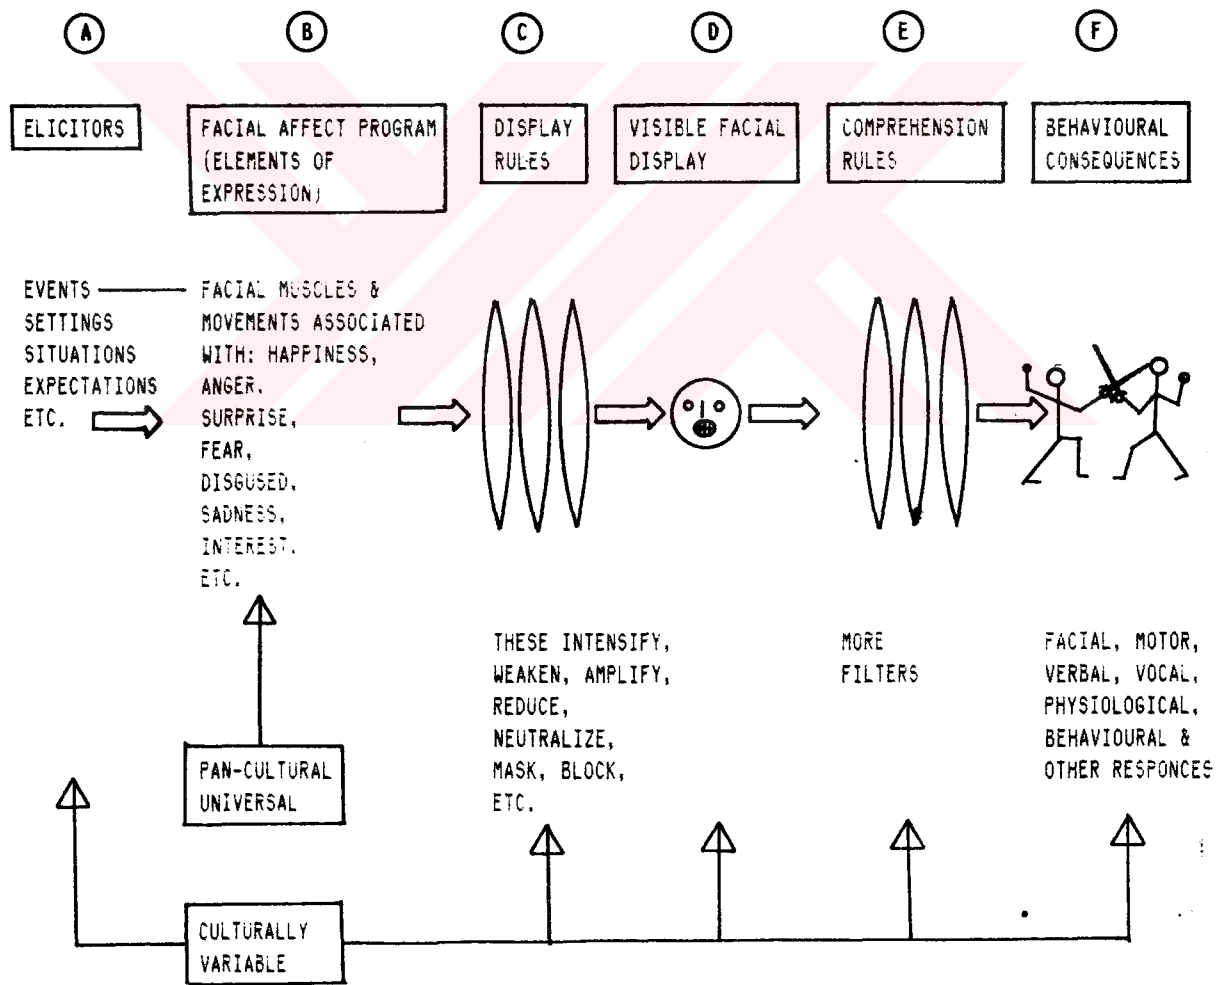 A
B
C
D
E
F
ELICITORS
FACIAL AFFECT PROGRAM
(ELEMENTS OF
EXPRESSION)
DISPLAY
RULES
VISIBLE FACIAL
DISPLAY
COMPREHENSION
RULES
BEHAVIOURAL
CONSEQUENCES
EVENTS
SETTINGS
SITUATIONS
EXPECTATIONS
ETC.
FACIAL MUSCLES &
MOVEMENTS ASSOCIATED
WITH: HAPPINESS,
ANGER.
SURPRISE,
FEAR,
DISGUSED,
SADNESS,
INTEREST.
ETC.
THESE INTENSIFY,
WEAKEN, AMPLIFY,
REDUCE,
NEUTRALIZE,
MASK, BLOCK,
ETC.
MORE
FILTERS
FACIAL, MOTOR,
VERBAL, VOCAL,
PHYSIOLOGICAL,
BEHAVIOURAL &
OTHER RESPONCES
PAN-CULTURAL
UNIVERSAL
CULTURALLY
VARIABLE